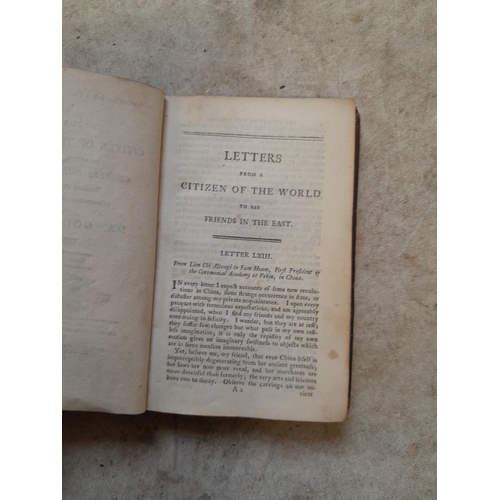 LETTERS
FROM A
CITIZEN OF THE WORLD
TO HIS
FRIENDS IN THE EAST.
LETTER LXIII.
From Lien Chi Altangi to Fum Hoam, First President of
the Ceremonial Academy at Pekin, in China.
IN every letter I expect accounts of some new revolu-
tions in China, some strange occurrence in state, or
disaster among my private acquaintance. I open every
pacquet with tremulous expectation, and am agreeably
disappointed, when I find my friends and my country
continuing in felicity. I wander, but they are at rest;
they suffer few changes but what pass in my own rest-
less imagination; it is only the rapidity of my own
motion gives an imaginary swiftness to objects which
are in some measure immoveable.
Yet, believe me, my friend, that even China itself is
imperceptibly degenerating from her ancient greatness;
her laws are now more venal, and her merchants are
more deceitful than formerly; the very arts and sciences
have run to decay. Observe the carvings on our an-
A 2
cient
CITIZEN OF